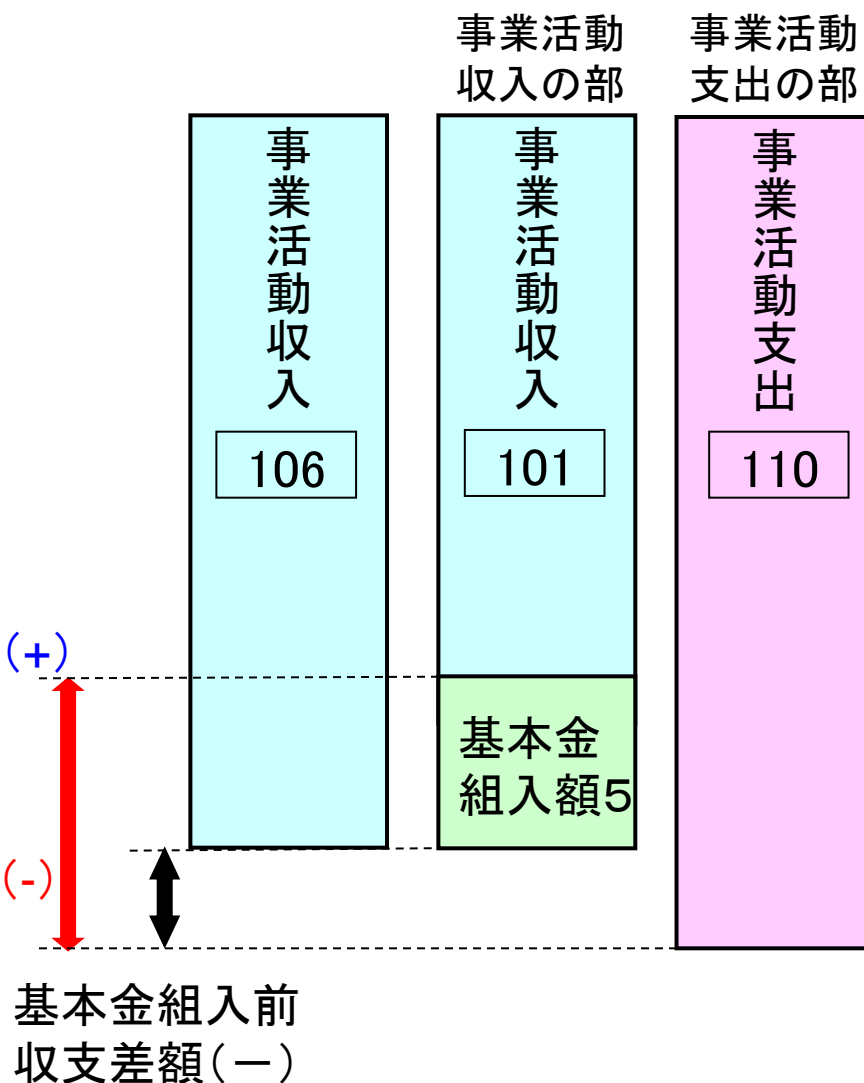 事業活動
収入の部
事業活動
支出の部
事業活動収入
106
事業活動収入
101
事業活動支出
110
(+)
基本金
組入額5
(-)
基本金組入前
収支差額(－)